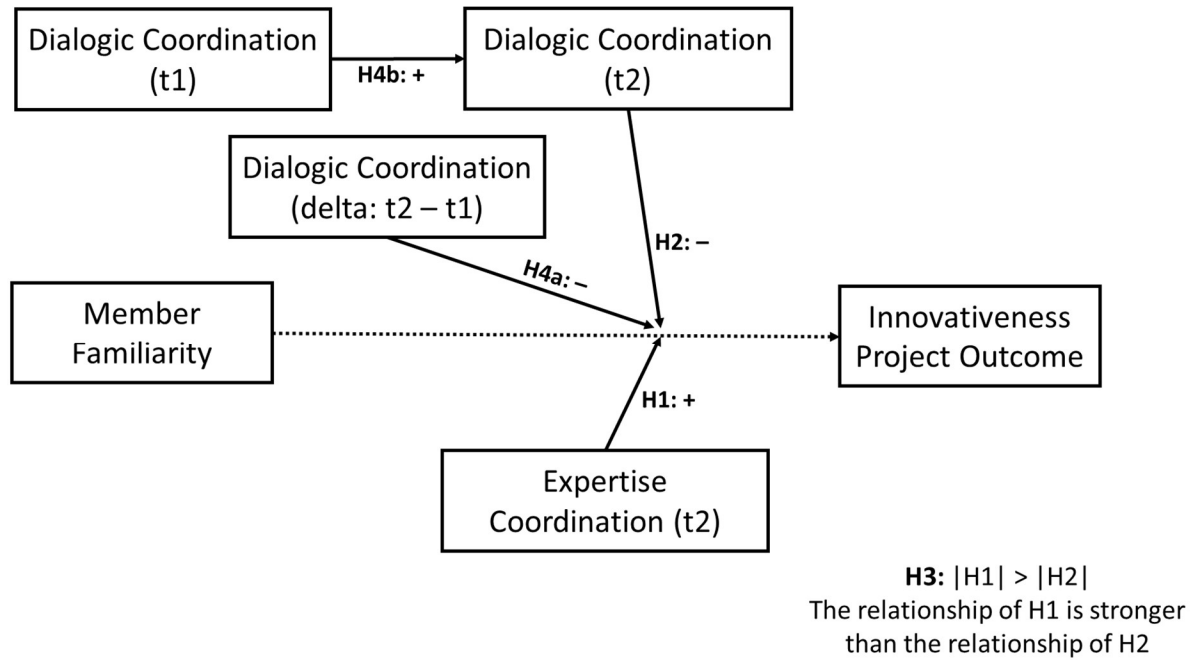 Dialogic Coordination
(t1)
H4b: +
Dialogic Coordination
(t2)
Dialogic Coordination
(delta: t2 – t1)
H2: –
H4a: –
Member
Familiarity
Innovativeness
Project Outcome
H1: +
Expertise
Coordination (t2)
H3: |H1| > |H2|
The relationship of H1 is stronger
than the relationship of H2